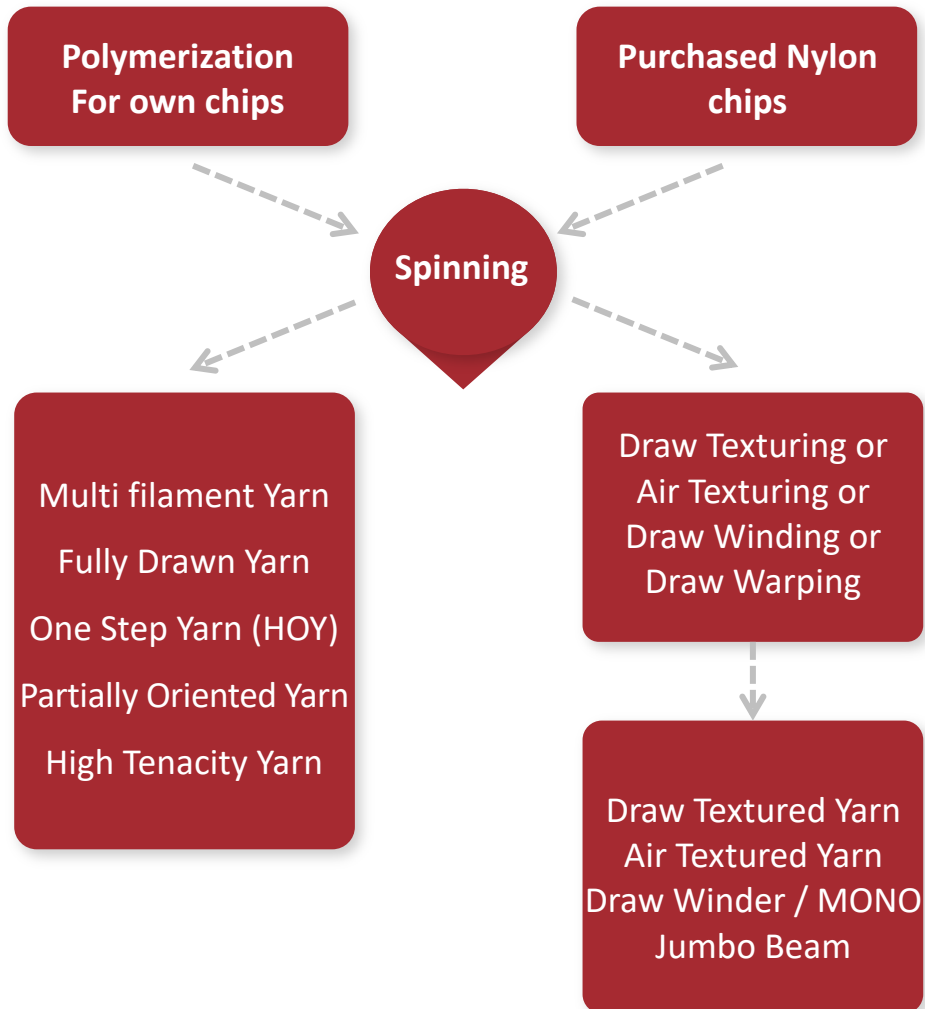 Polymerization
For own chips
Purchased Nylon
chips
Spinning
Multi filament Yarn
Fully Drawn Yarn
One Step Yarn (HOY)
Partially Oriented Yarn
High Tenacity Yarn
Draw Texturing or
Air Texturing or
Draw Winding or
Draw Warping
Draw Textured Yarn
Air Textured Yarn
Draw Winder / MONO
Jumbo Beam